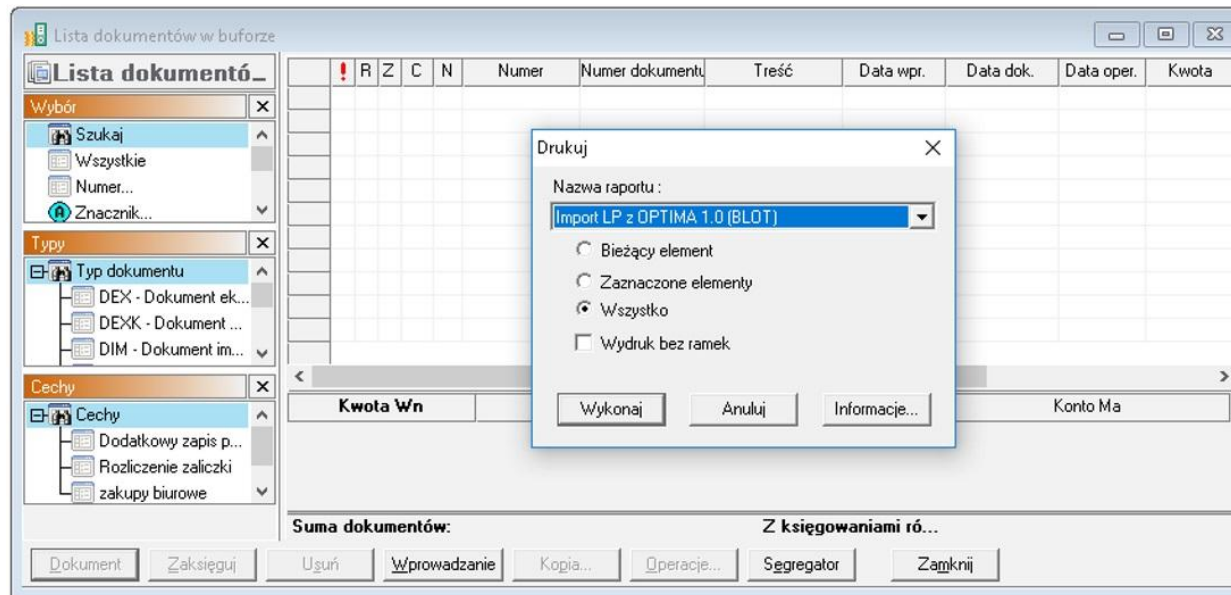 Lista dokumentów w buforze
Lista dokumentó_
! R Z C N Numer Numer dokumentu Treść Data wpr. Data dok. Data oper. Kwota
Wybór
Szukaj
Wszystkie
Numer...
A Znacznik...
Typy
Typ dokumentu
DEX - Dokument ek...
DEXK - Dokument ...
DIM - Dokument im...
Cechy
Cechy
Dodatkowy zapis p...
Rozliczenie zaliczki
zakupy biurowe
Drukuj
Nazwa raportu :
Import LP z OPTIMA 1.0 (BLOT)
Bieżący element
Zaznaczone elementy
Wszystko
Wydruk bez ramek
Wykonaj Anuluj Informacje...
Kwota Wn Konto Ma
Suma dokumentów: Z księgowaniami ró...
Dokument Zaksięguj Usuń Wprowadzanie Kopia... Operacje... Segregator Zamknij